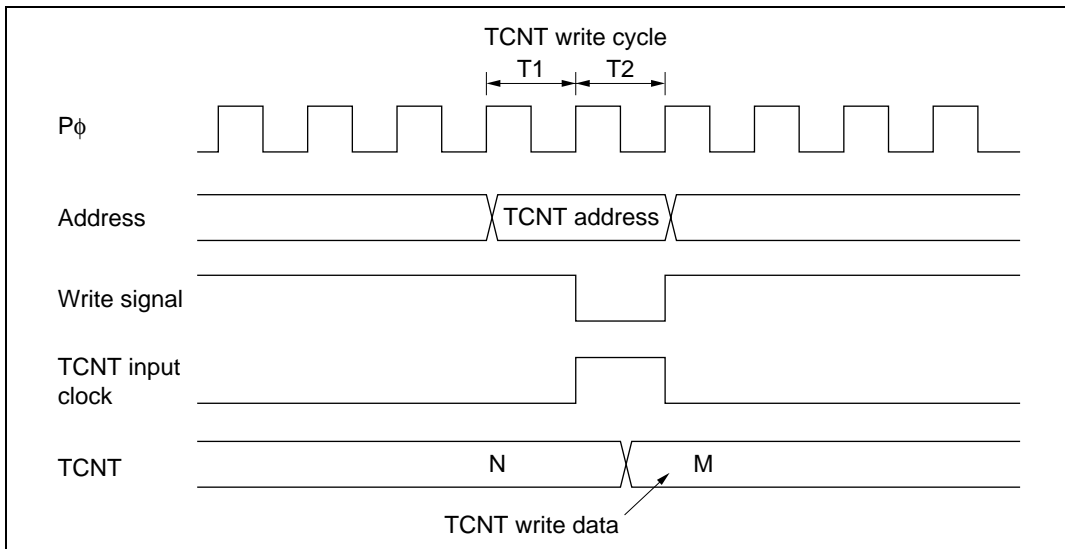 TCNT write cycle
T1 T2
Pϕ
Address
TCNT address
Write signal
TCNT input
clock
TCNT
N
M
TCNT write data